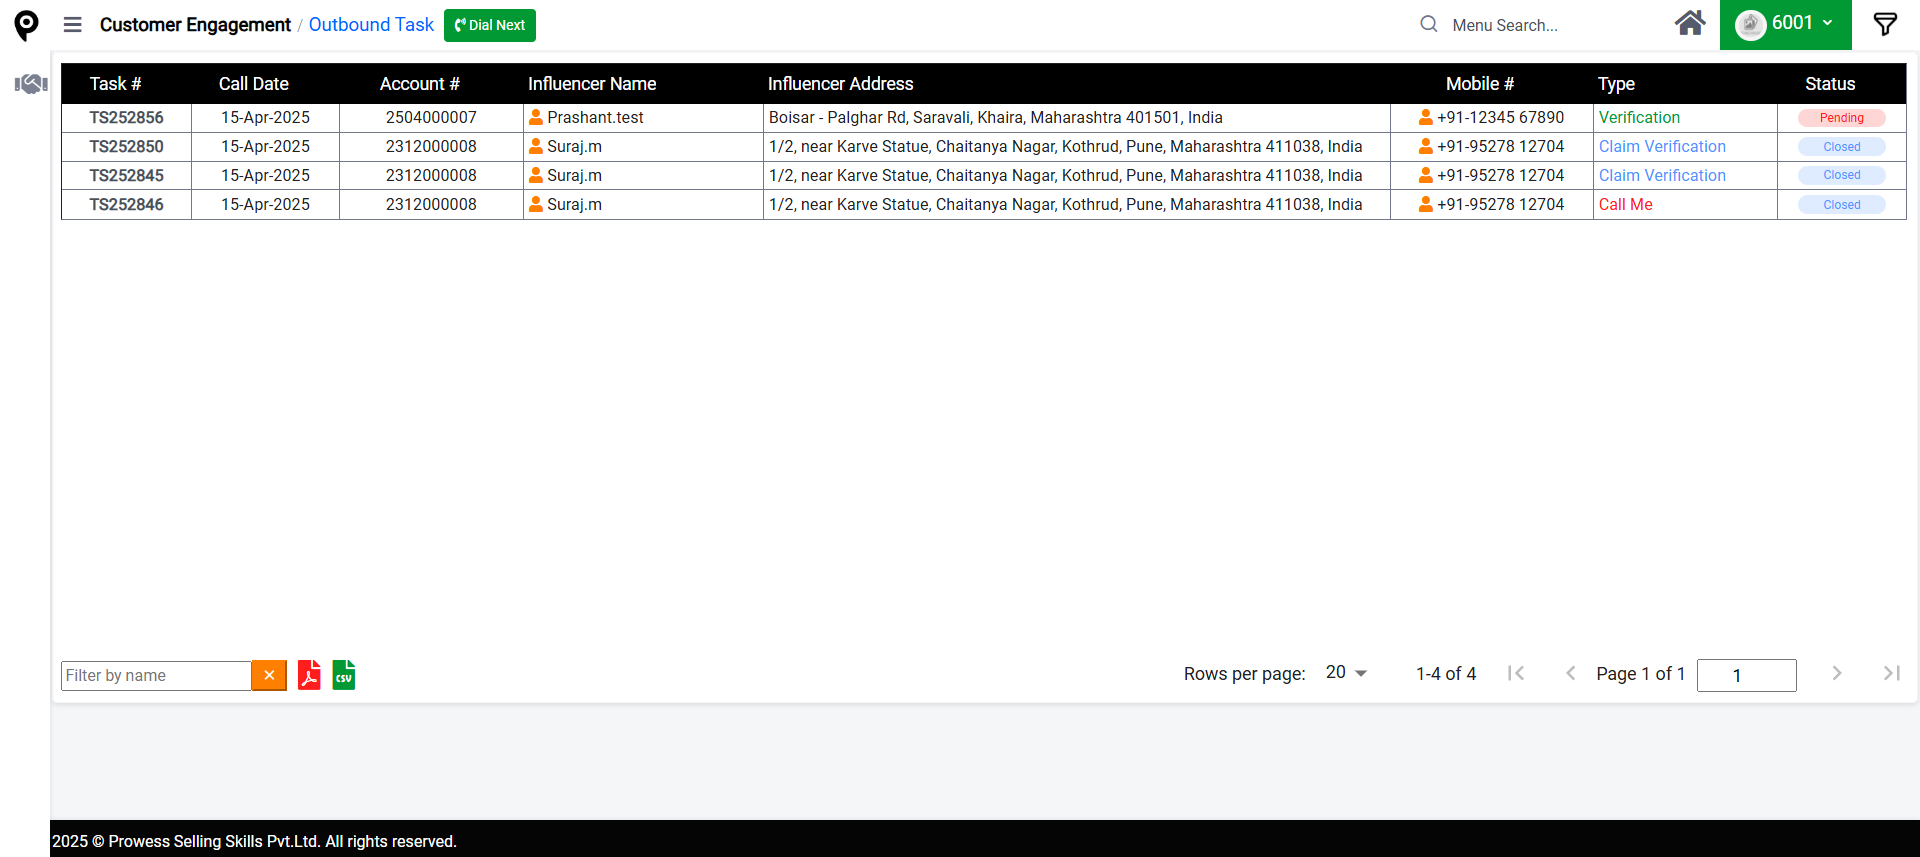 Customer Engagement / Outbound Task Dial Next Menu Search... 6001
Task # Call Date Account # Influencer Name Influencer Address Mobile # Type Status
TS252856 15-Apr-2025 2504000007 Prashant.test Boisar - Palghar Rd, Saravali, Khaira, Maharashtra 401501, India +91-12345 67890 Verification Pending
TS252850 15-Apr-2025 2312000008 Suraj.m 1/2, near Karve Statue, Chaitanya Nagar, Kothrud, Pune, Maharashtra 411038, India +91-95278 12704 Claim Verification Closed
TS252845 15-Apr-2025 2312000008 Suraj.m 1/2, near Karve Statue, Chaitanya Nagar, Kothrud, Pune, Maharashtra 411038, India +91-95278 12704 Claim Verification Closed
TS252846 15-Apr-2025 2312000008 Suraj.m 1/2, near Karve Statue, Chaitanya Nagar, Kothrud, Pune, Maharashtra 411038, India +91-95278 12704 Call Me Closed
Filter by name × CSV Rows per page: 20 1-4 of 4 Page 1 of 1 1
2025 © Prowess Selling Skills Pvt.Ltd. All rights reserved.